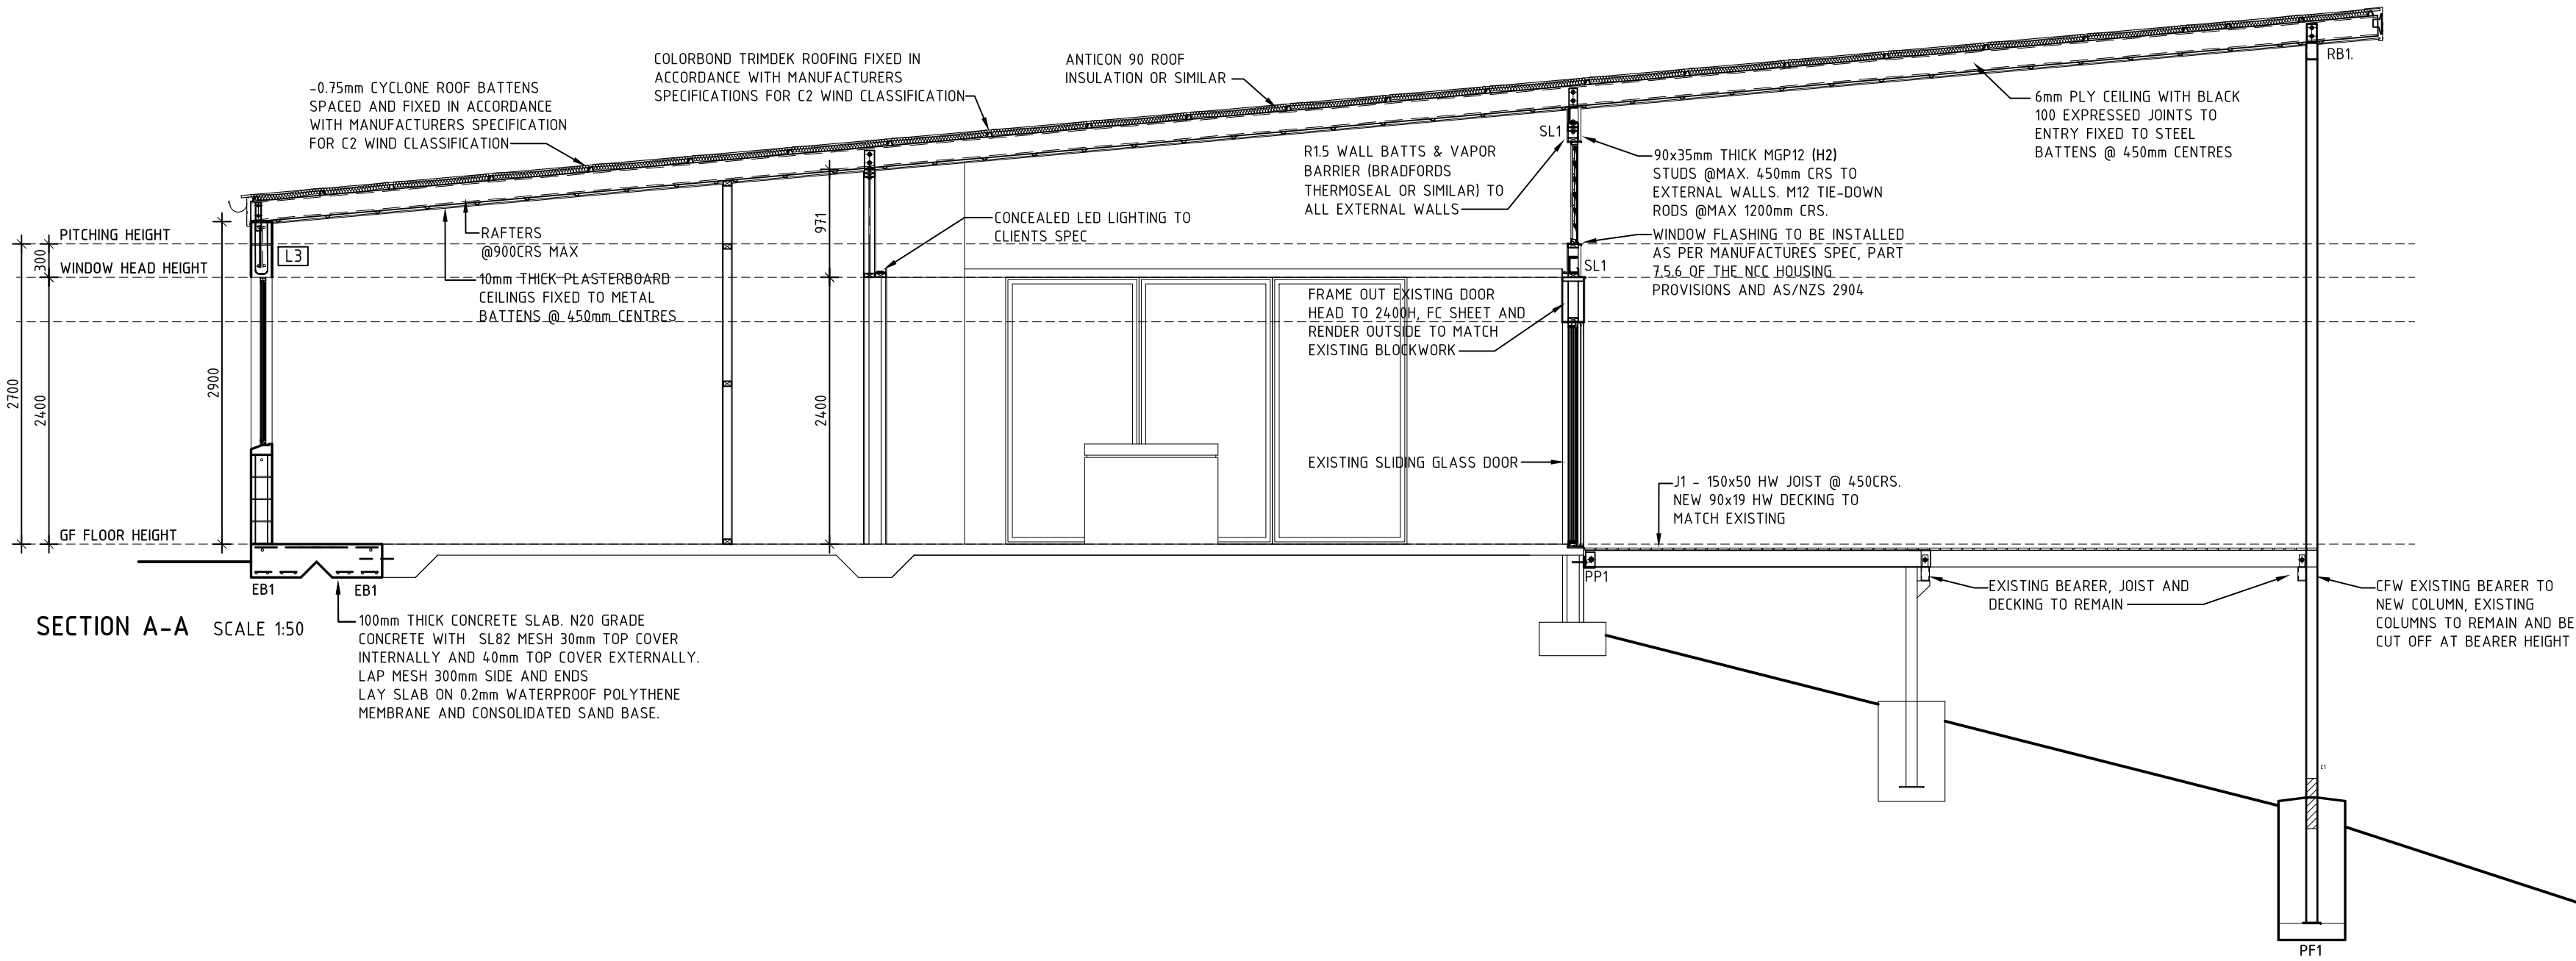 -0.75mm CYCLONE ROOF BATTENS
SPACED AND FIXED IN ACCORDANCE
WITH MANUFACTURERS SPECIFICATION
FOR C2 WIND CLASSIFICATION
COLORBOND TRIMDEK ROOFING FIXED IN
ACCORDANCE WITH MANUFACTURERS
SPECIFICATIONS FOR C2 WIND CLASSIFICATION
ANTICON 90 ROOF
INSULATION OR SIMILAR
RB1.
6mm PLY CEILING WITH BLACK
100 EXPRESSED JOINTS TO
ENTRY FIXED TO STEEL
BATTENS @ 450mm CENTRES
SL1
R1.5 WALL BATTS & VAPOR
BARRIER (BRADFORDS
THERMOSEAL OR SIMILAR) TO
ALL EXTERNAL WALLS
90x35mm THICK MGP12 (H2)
STUDS @MAX. 450mm CRS TO
EXTERNAL WALLS. M12 TIE-DOWN
RODS @MAX 1200mm CRS.
WINDOW FLASHING TO BE INSTALLED
AS PER MANUFACTURES SPEC, PART
7.5.6 OF THE NCC HOUSING
PROVISIONS AND AS/NZS 2904
SL1
PITCHING HEIGHT
300
WINDOW HEAD HEIGHT
L3
RAFTERS
@900CRS MAX
10mm THICK PLASTERBOARD
CEILINGS FIXED TO METAL
BATTENS @ 450mm CENTRES
971
CONCEALED LED LIGHTING TO
CLIENTS SPEC
FRAME OUT EXISTING DOOR
HEAD TO 2400H, FC SHEET AND
RENDER OUTSIDE TO MATCH
EXISTING BLOCKWORK
2700
2400
2900
2400
EXISTING SLIDING GLASS DOOR
J1 - 150x50 HW JOIST @ 450CRS.
NEW 90x19 HW DECKING TO
MATCH EXISTING
GF FLOOR HEIGHT
EB1
EB1
PP1
EXISTING BEARER, JOIST AND
DECKING TO REMAIN
CFW EXISTING BEARER TO
NEW COLUMN, EXISTING
COLUMNS TO REMAIN AND BE
CUT OFF AT BEARER HEIGHT
SECTION A-A SCALE 1:50
100mm THICK CONCRETE SLAB. N20 GRADE
CONCRETE WITH SL82 MESH 30mm TOP COVER
INTERNALLY AND 40mm TOP COVER EXTERNALLY.
LAP MESH 300mm SIDE AND ENDS
LAY SLAB ON 0.2mm WATERPROOF POLYTHENE
MEMBRANE AND CONSOLIDATED SAND BASE.
C1
PF1